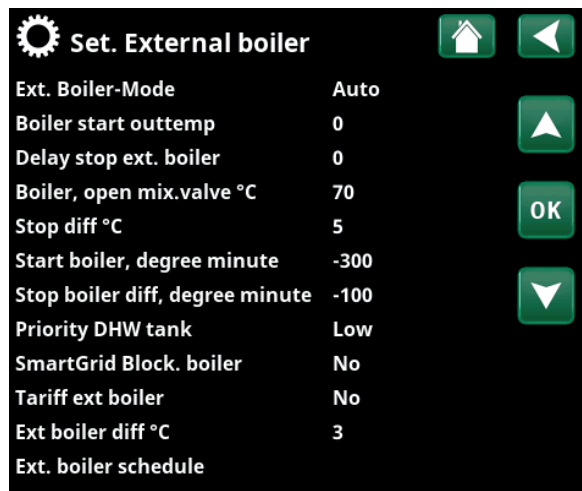 Set. External boiler
Ext. Boiler-Mode Auto
Boiler start outtemp 0
Delay stop ext. boiler 0
Boiler, open mix.valve °C 70
Stop diff °C 5
OK
Start boiler, degree minute -300
Stop boiler diff, degree minute -100
Priority DHW tank Low
SmartGrid Block. boiler No
Tariff ext boiler No
Ext boiler diff °C 3
Ext. boiler schedule